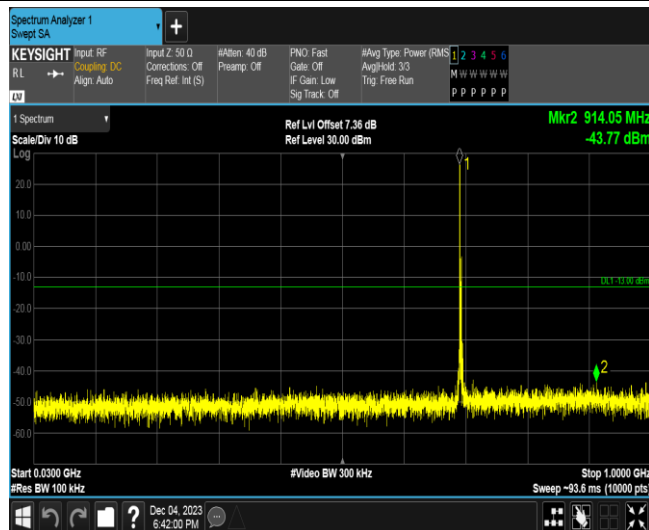 Spectrum Analyzer 1
Swept SA
+
KEYSIGHT Input: RF Input Z: 50 Ω #Atten: 40 dB PNO: Fast #Avg Type: Power (RMS 1 2 3 4 5 6
RL Coupling: DC Corrections: Off Preamp: Off Gate: Off Avg|Hold: 3/3 M W W W W W
Align: Auto Freq Ref: Int (S) IF Gain: Low Trig: Free Run
LXI Sig Track: Off P P P P P P
1 Spectrum Ref Lvl Offset 7.36 dB Mkr2 914.05 MHz
Scale/Div 10 dB Ref Level 30.00 dBm -43.77 dBm
Log
1
20.0
10.0
0.00
-10.0
DL1 -13.00 dBm
-20.0
-30.0
-40.0
2
-50.0
-60.0
Start 0.0300 GHz #Video BW 300 kHz Stop 1.0000 GHz
#Res BW 100 kHz Sweep ~93.6 ms (10000 pts)
? Dec 04, 2023
6:42:00 PM